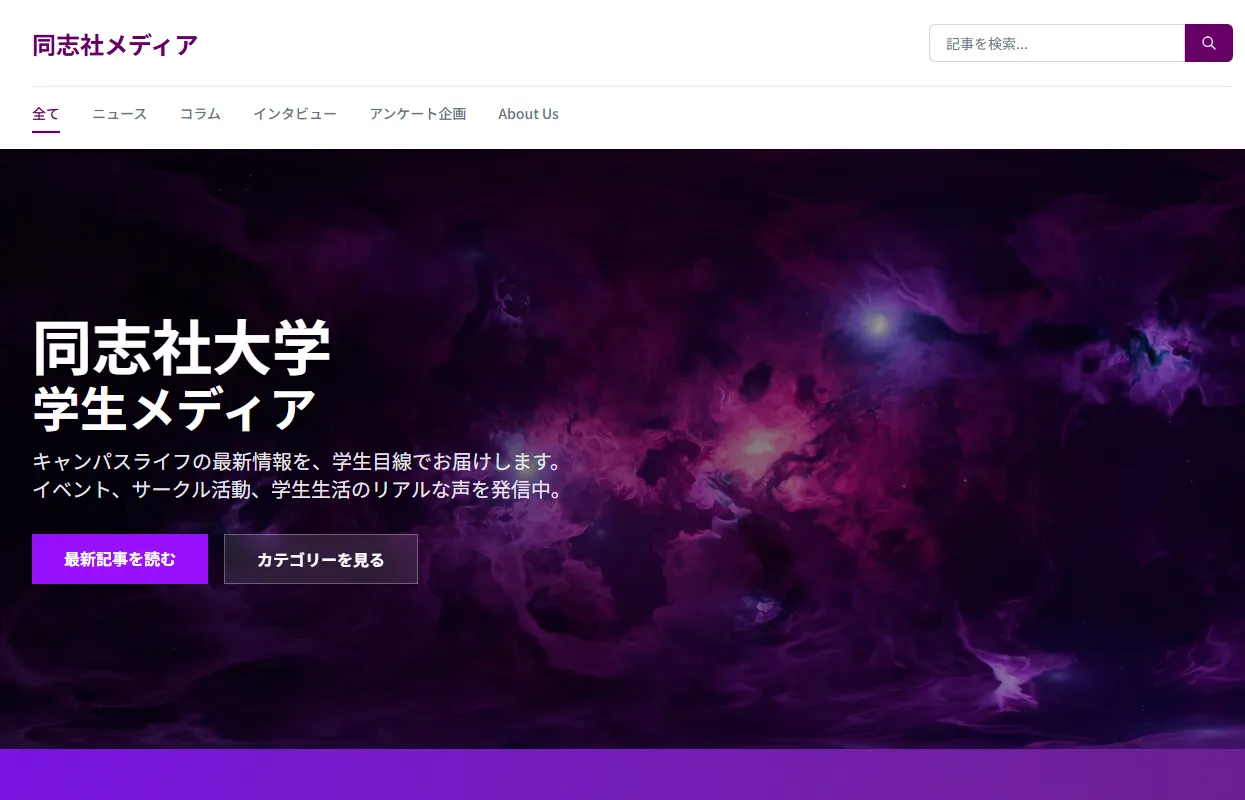 同志社メディア
記事を検索...
全て ニュース コラム インタビュー アンケート企画 About Us
同志社大学
学生メディア
キャンパスライフの最新情報を、学生目線でお届けします。
イベント、サークル活動、学生生活のリアルな声を発信中。
最新記事を読む カテゴリーを見る